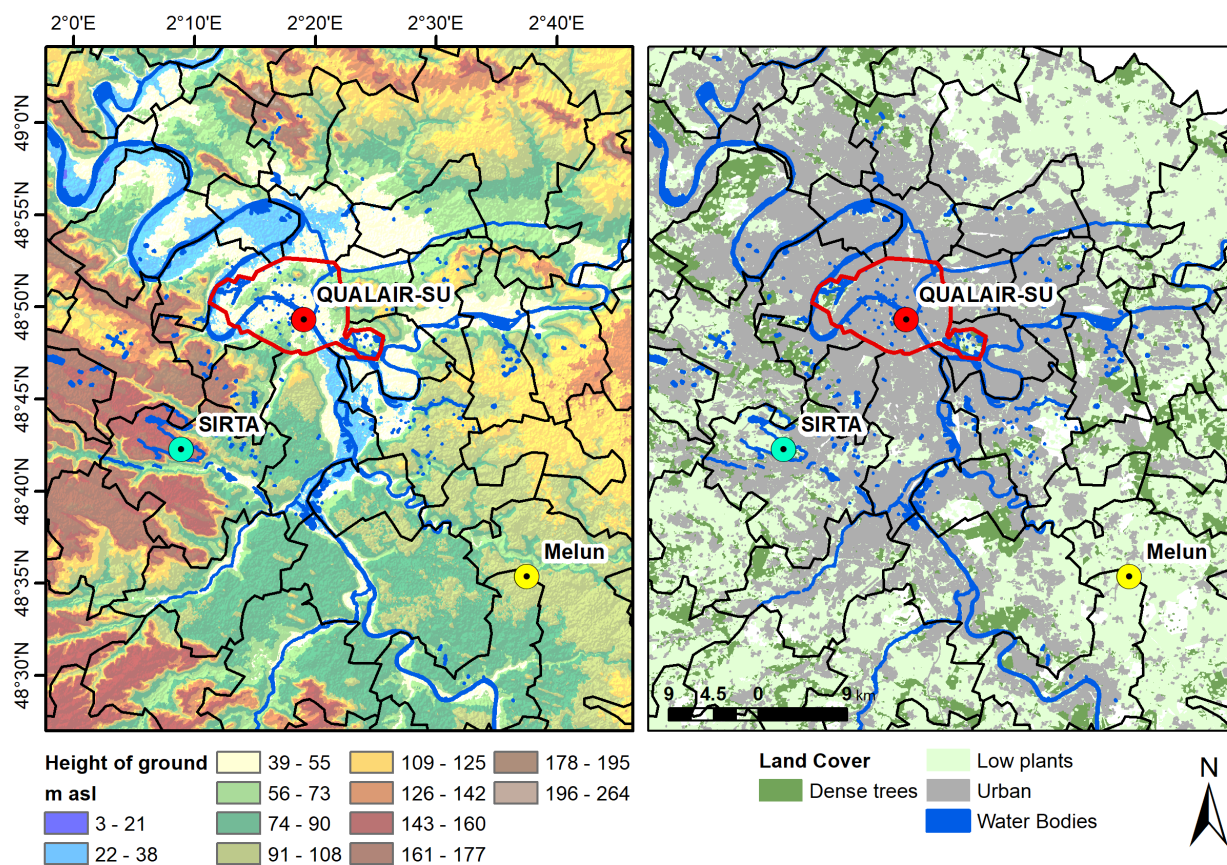 2°0'E 2°10'E 2°20'E 2°30'E 2°40'E
49°0'N
48°55'N
48°50'N
48°45'N
48°40'N
48°35'N
48°30'N
QUALAIR-SU
SIRTA
Melun
QUALAIR-SU
SIRTA
Melun
9 4.5 0 9 km
Height of ground
m asl
3 - 21
22 - 38
39 - 55
56 - 73
74 - 90
91 - 108
109 - 125
126 - 142
143 - 160
161 - 177
178 - 195
196 - 264
Land Cover
Dense trees
Low plants
Urban
Water Bodies
N